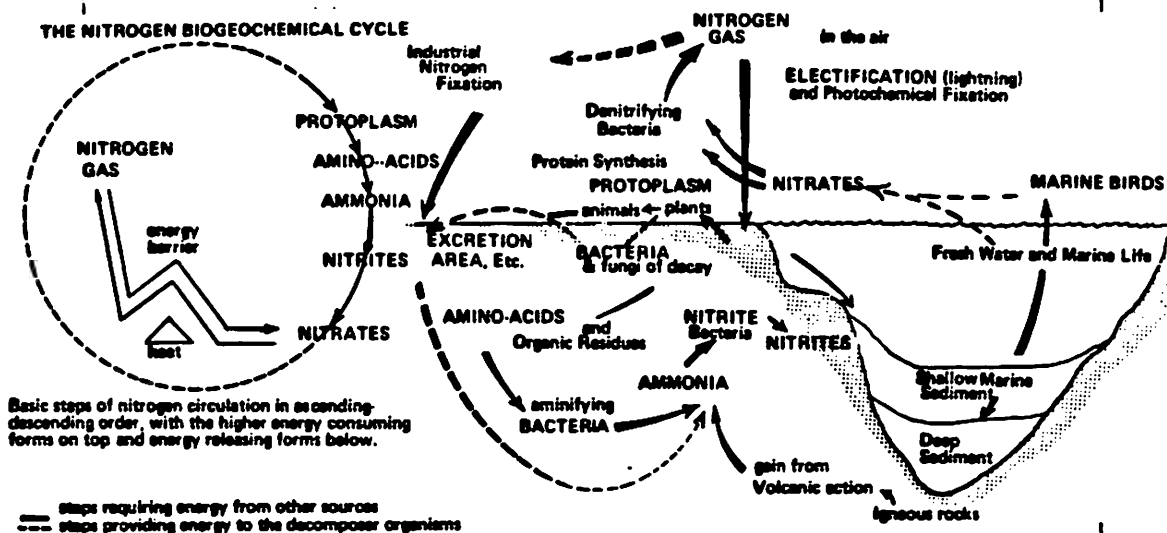 THE NITROGEN BIOGEOCHEMICAL CYCLE
PROTOPLASM
AMINO--ACIDS
AMMONIA
NITRITES
NITRATES
NITROGEN
GAS
energy
barrier
heat
Basic steps of nitrogen circulation in ascending-
descending order, with the higher energy consuming
forms on top and energy releasing forms below.
steps requiring energy from other sources
steps providing energy to the decomposer organisms
Industrial
Nitrogen
Fixation
NITROGEN
GAS
in the air
ELECTIFICATION (lightning)
and Photochemical Fixation
Denitrifying
Bacteria
Protein Synthesis
PROTOPLASM
animals
plants
NITRATES
MARINE BIRDS
EXCRETION
AREA, Etc.
BACTERIA
& fungi of decay
Fresh Water and Marine Life
AMINO-ACIDS
and
Organic Residues
NITRITE
Bacteria
NITRITES
AMMONIA
aminifying
BACTERIA
Shallow Marine
Sediment
Deep
Sediment
gain from
Volcanic action
Igneous rocks